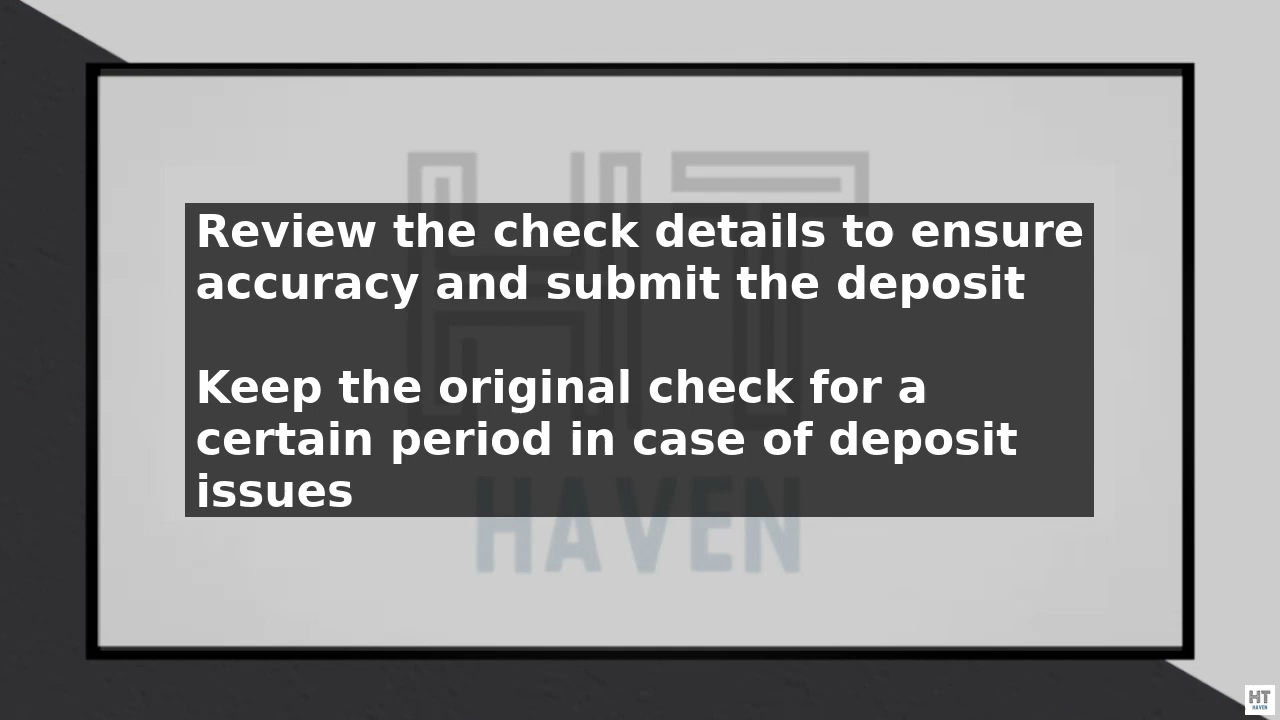 Review the check details to ensure
accuracy and submit the deposit
Keep the original check for a
certain period in case of deposit
issues
HAVEN
HT
HAVEN